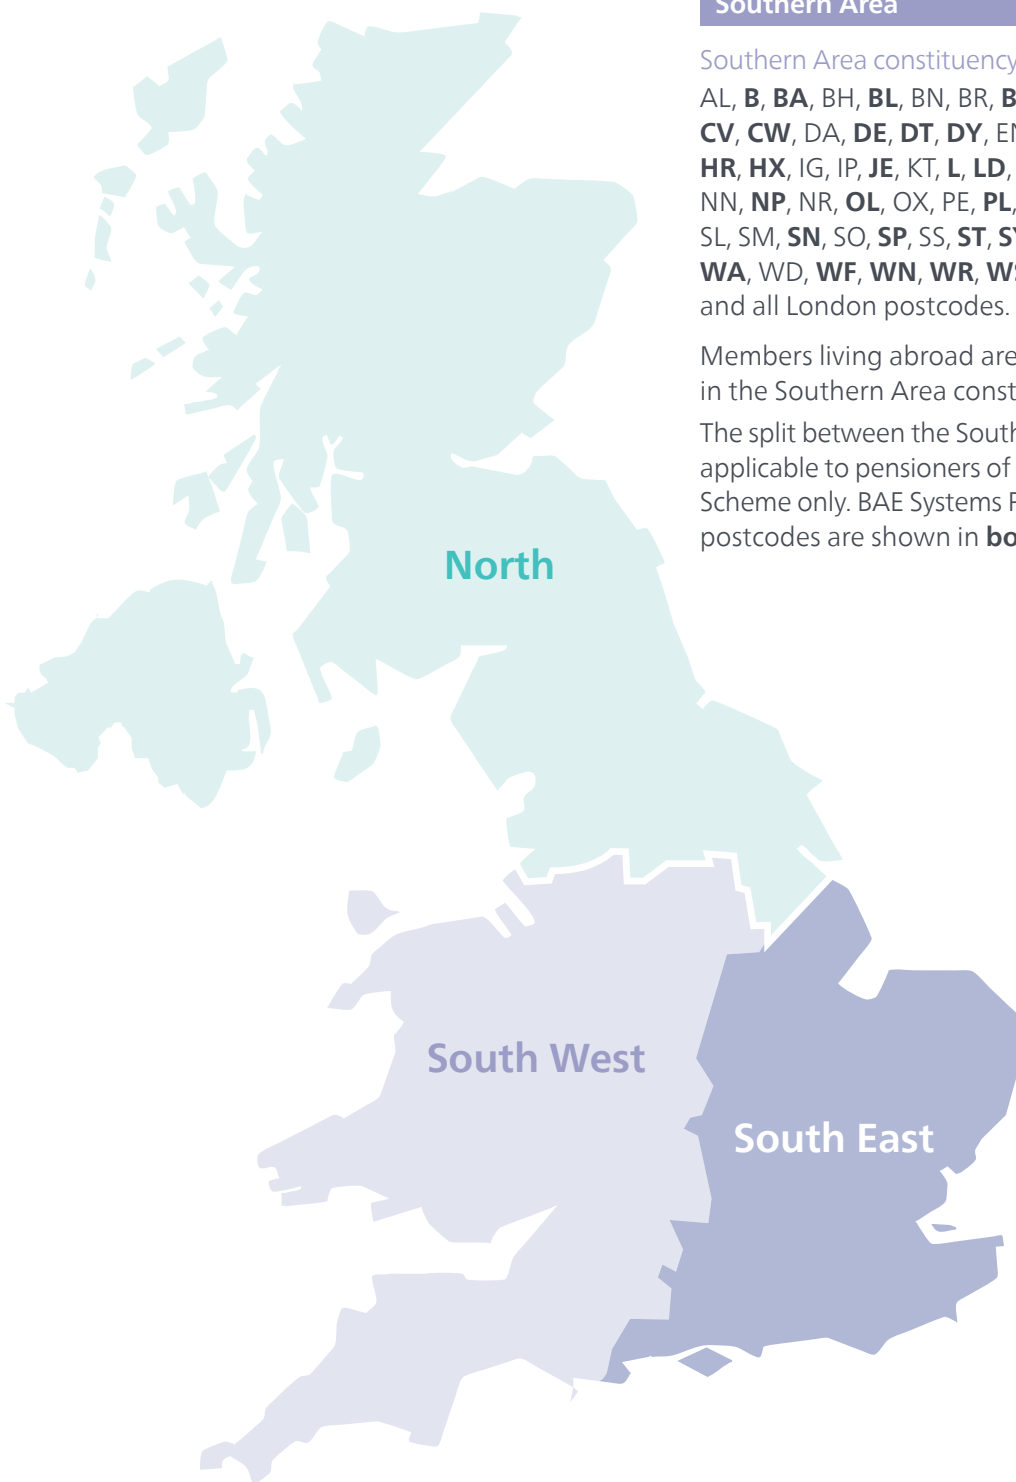 Southern Area
Southern Area constituency
AL, B, BA, BH, BL, BN, BR,
CV, CW, DA, DE, DT, DY,
HR, HX, IG, IP, JE, KT, L, LD,
NN, NP, NR, OL, OX, PE, PL,
SL, SM, SN, SO, SP, SS, ST,
WA, WD, WF, WN, WR,
and all London postcodes.
Members living abroad are
in the Southern Area
The split between the
applicable to pensioners of
Scheme only. BAE Systems
postcodes are shown in
North
South West
South East